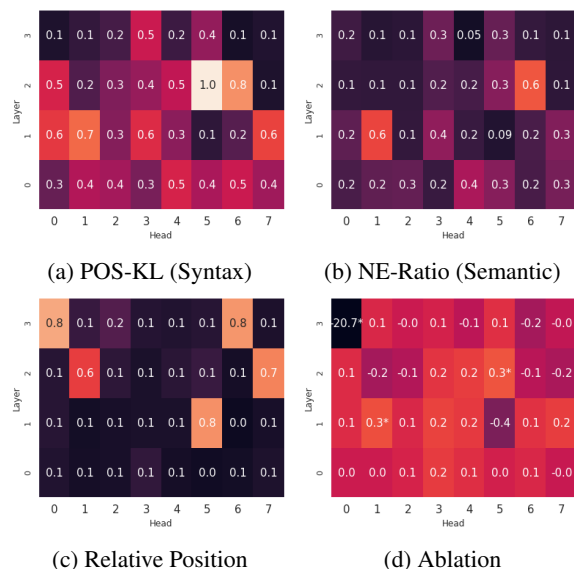 3 0.1 0.1 0.1 0.5 0.2 0.4 0.1 0.1
2 0.5 0.2 0.3 0.4 0.5 1.0 0.8 0.1
Layer
1 0.6 0.7 0.3 0.6 0.3 0.1 0.2 0.6
0 0.3 0.4 0.4 0.3 0.5 0.4 0.5 0.4
0 1 2 3 4 5 6 7
Head
(a) POS-KL (Syntax)
3 0.2 0.1 0.1 0.3 0.05 0.3 0.1 0.1
2 0.1 0.1 0.1 0.2 0.2 0.3 0.6 0.1
Layer
1 0.2 0.6 0.1 0.4 0.2 0.09 0.2 0.3
0 0.2 0.2 0.3 0.2 0.4 0.3 0.2 0.3
0 1 2 3 4 5 6 7
Head
(b) NE-Ratio (Semantic)
3 0.8 0.1 0.2 0.1 0.1 0.1 0.8 0.1
2 0.1 0.6 0.1 0.1 0.1 0.1 0.1 0.7
Layer
1 0.1 0.1 0.1 0.1 0.1 0.8 0.0 0.1
0 0.1 0.1 0.1 0.1 0.1 0.0 0.1 0.1
0 1 2 3 4 5 6 7
Head
(c) Relative Position
3 -20.7* 0.1 -0.0 0.1 -0.1 0.1 -0.2 -0.0
2 0.1 -0.2 -0.1 0.2 0.2 0.3* -0.1 -0.2
Layer
1 0.1 0.3* 0.1 0.2 0.2 -0.4 0.1 0.2
0 0.0 0.0 0.1 0.2 0.1 0.0 0.1 -0.0
0 1 2 3 4 5 6 7
Head
(d) Ablation